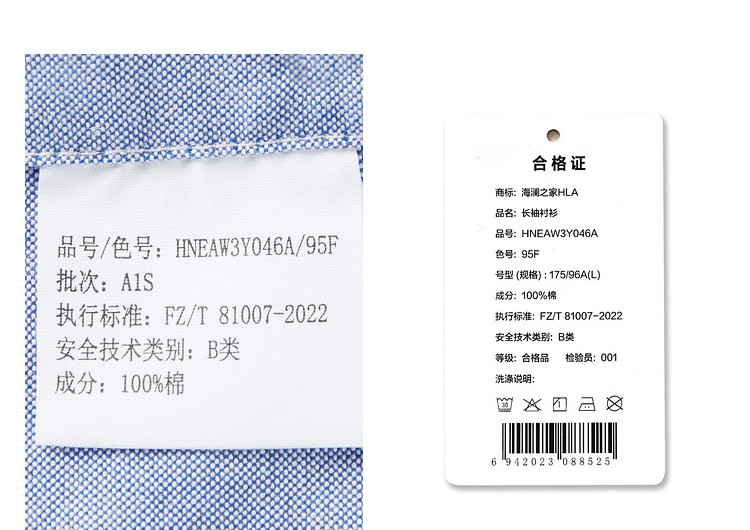 品号/色号: HNEAW3Y046A/95F
批次: A1S
执行标准: FZ/T 81007-2022
安全技术类别: B类
成分: 100%棉
合格证
商标: 海澜之家HLA
品名: 长袖衬衫
品号: HNEAW3Y046A
色号: 95F
号型 (规格) : 175/96A(L)
成分: 100%棉
执行标准: FZ/T 81007-2022
安全技术类别: B类
等级: 合格品 检验员: 001
洗涤说明:
30
6 942023 088525